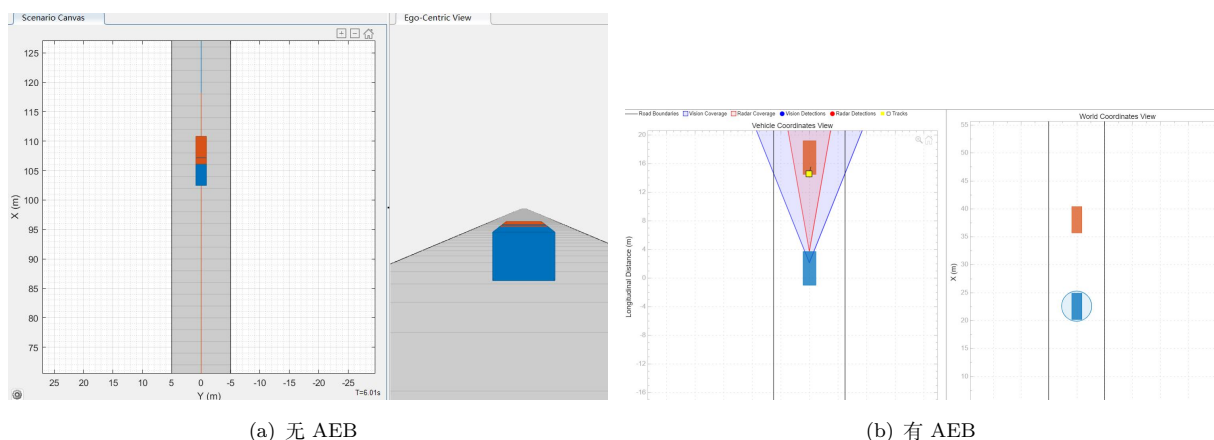 Scenario Canvas
Ego-Centric View
125
120
115
110
105
100
95
90
85
80
75
X (m)
25 20 15 10 5 0 -5 -10 -15 -20 -25
Y (m)
T=6.01s
Road Boundaries Vision Coverage Radar Coverage Vision Detections Radar Detections Tracks
Vehicle Coordinates View
20
16
12
8
4
0
-4
-8
-12
-16
Longitudinal Distance (m)
World Coordinates View
55
50
45
40
35
30
25
20
15
10
X (m)
(a) 无 AEB
(b) 有 AEB